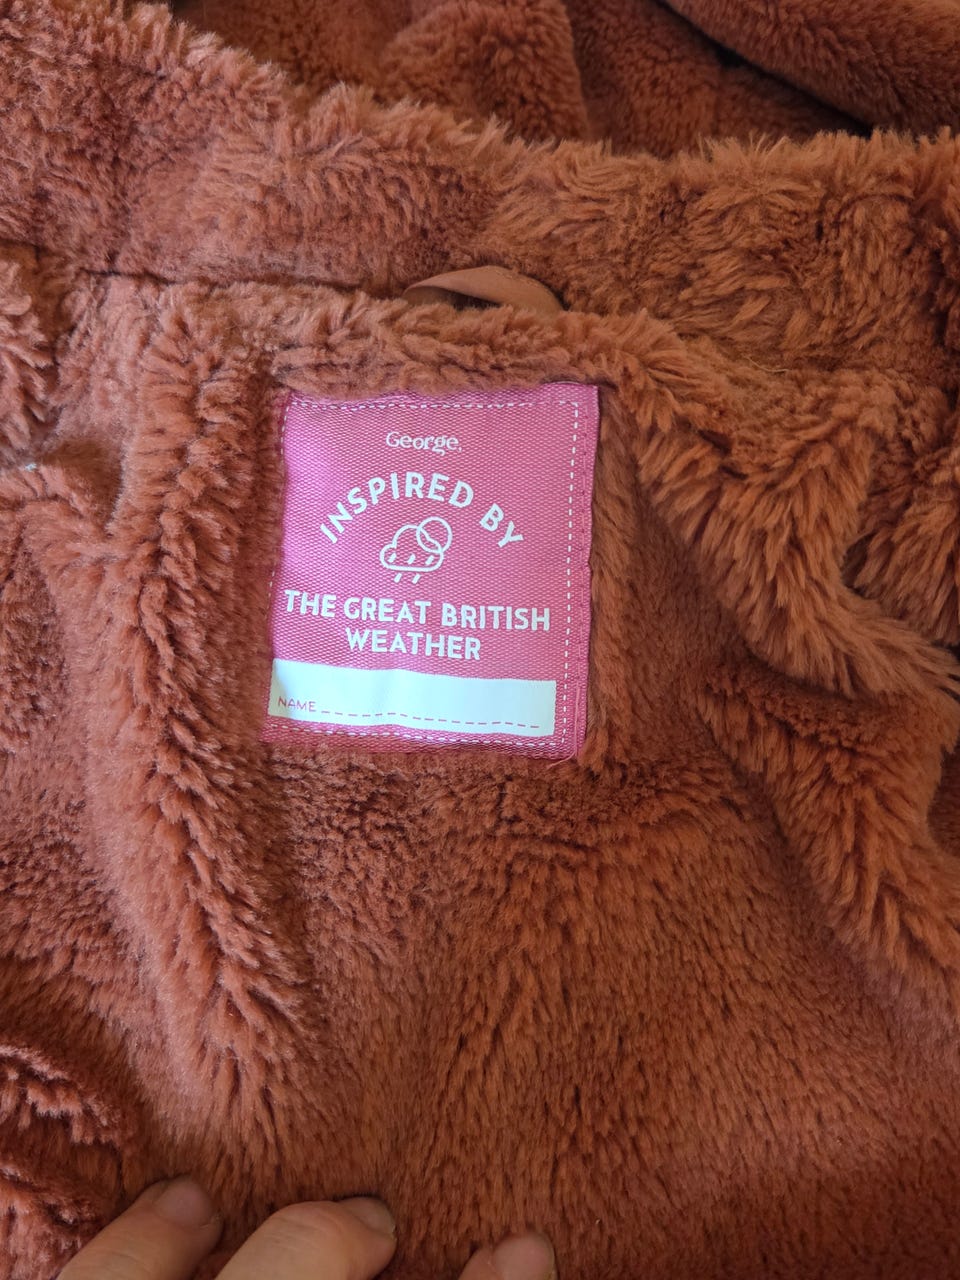 George.
INSPIRED BY
THE GREAT BRITISH
WEATHER
NAME